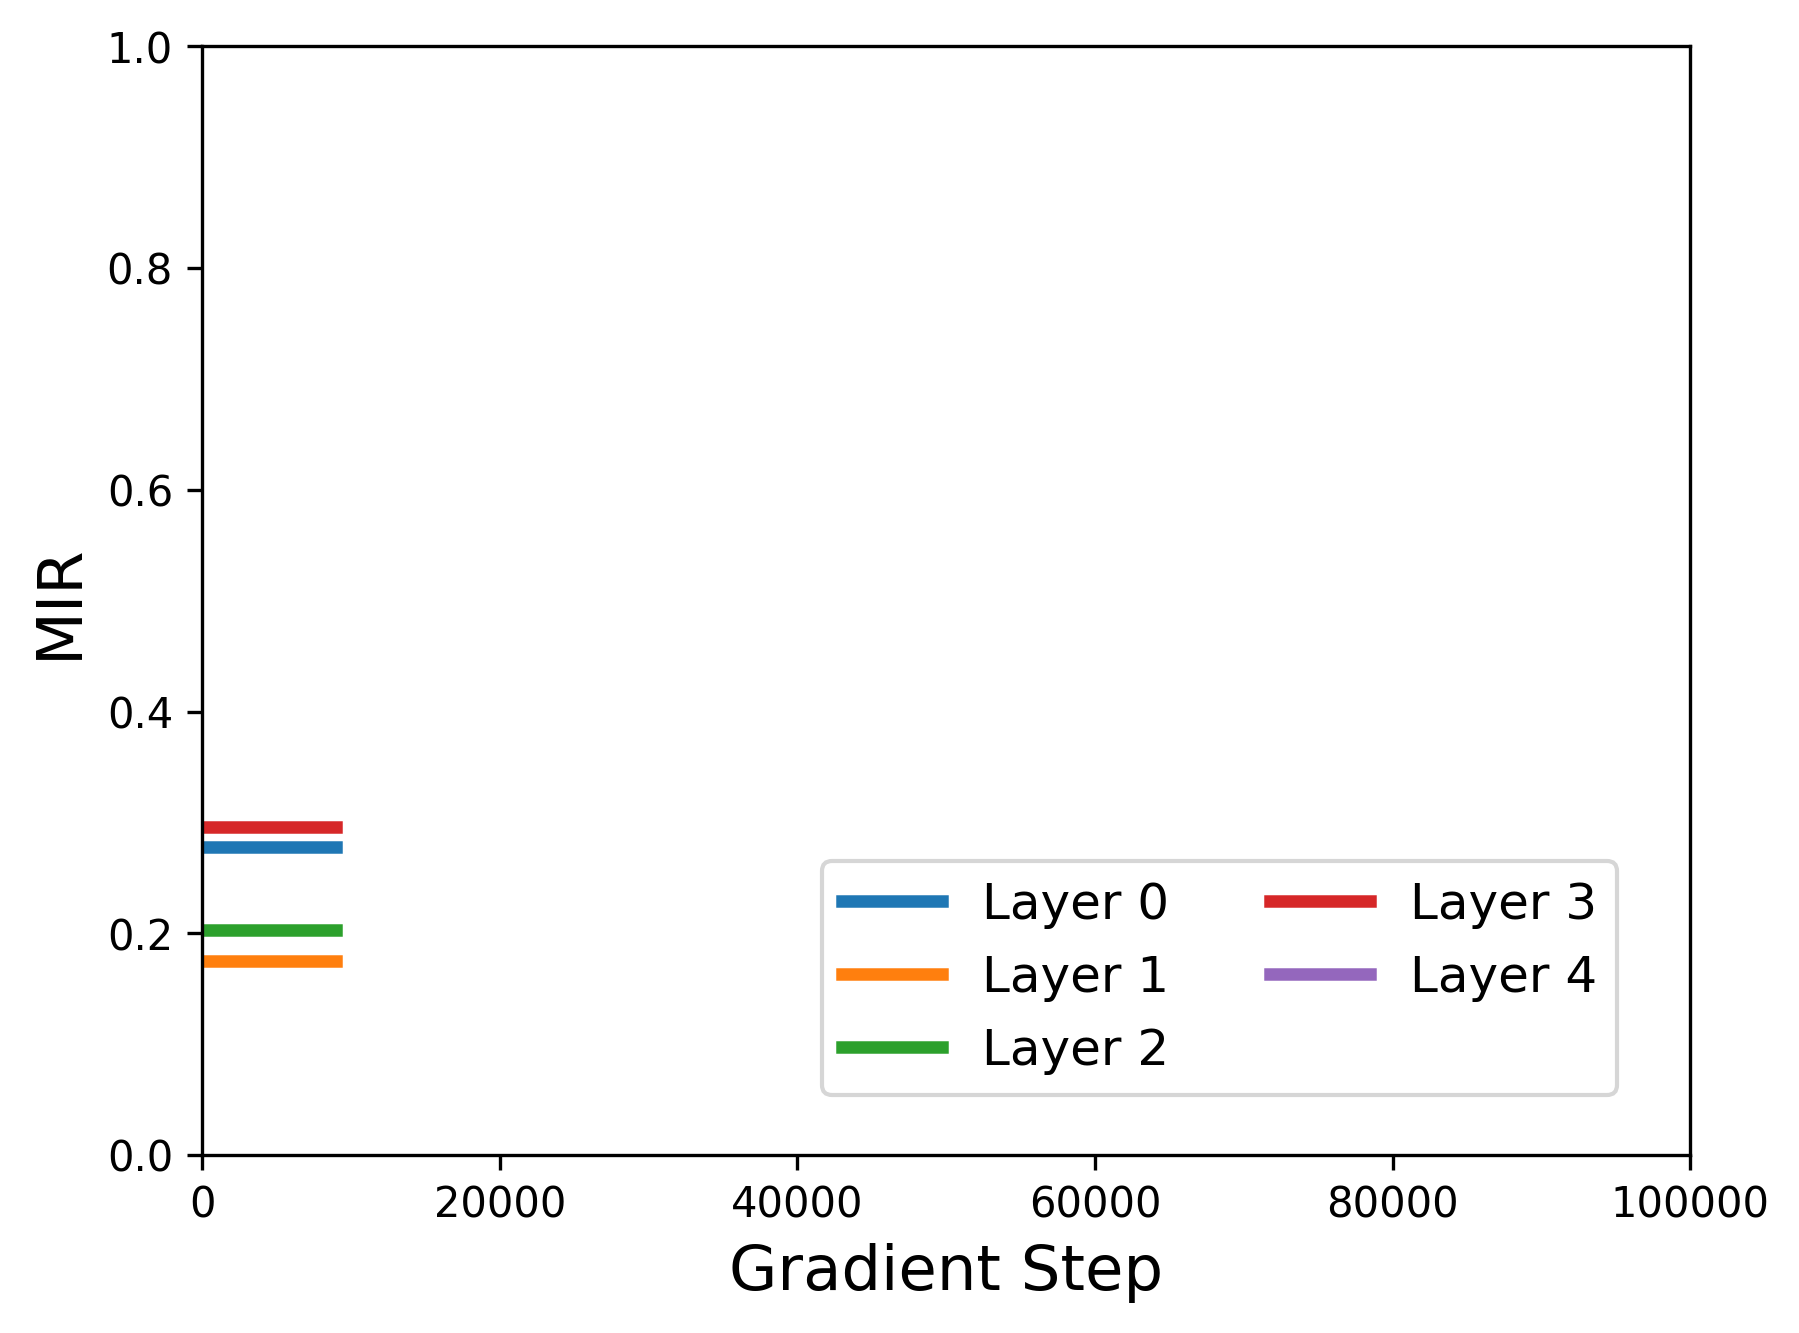 1.0
0.8
0.6
0.4
0.2
0.0
MIR
Layer 0
Layer 1
Layer 2
Layer 3
Layer 4
0 20000 40000 60000 80000 100000
Gradient Step